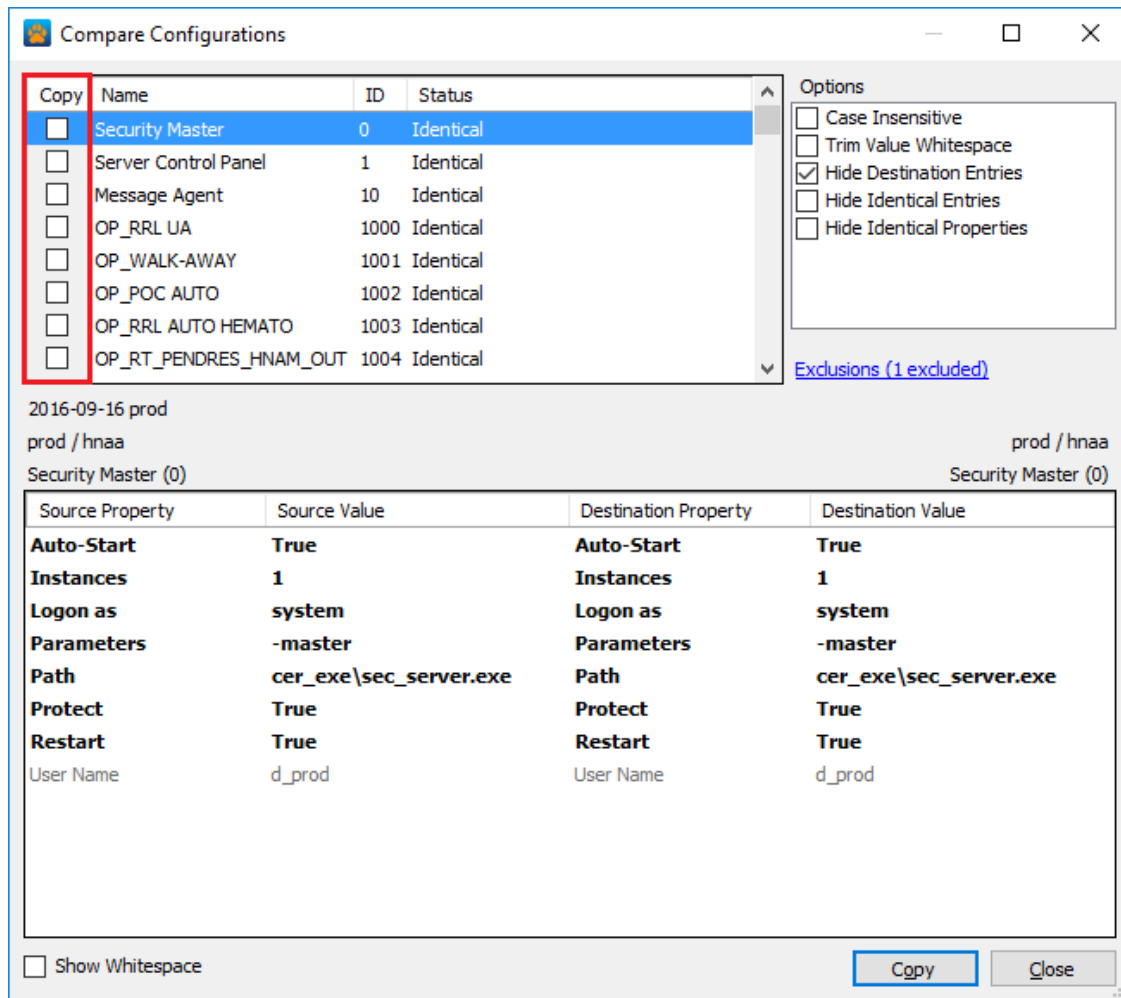 Compare Configurations
Copy Name ID Status
Security Master 0 Identical
Server Control Panel 1 Identical
Message Agent 10 Identical
OP_RRL UA 1000 Identical
OP_WALK-AWAY 1001 Identical
OP_POC AUTO 1002 Identical
OP_RRL AUTO HEMATO 1003 Identical
OP_RT_PENDRES_HNAM_OUT 1004 Identical
Options
Case Insensitive
Trim Value Whitespace
Hide Destination Entries
Hide Identical Entries
Hide Identical Properties
Exclusions (1 excluded)
2016-09-16 prod
prod / hnaa prod / hnaa
Security Master (0) Security Master (0)
Source Property Source Value Destination Property Destination Value
Auto-Start True Auto-Start True
Instances 1 Instances 1
Logon as system Logon as system
Parameters -master Parameters -master
Path cer_exe\sec_server.exe Path cer_exe\sec_server.exe
Protect True Protect True
Restart True Restart True
User Name d_prod User Name d_prod
Show Whitespace Copy Close